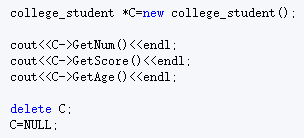 college_student *C=new college_student();
cout<<C->GetNum()<<endl;
cout<<C->GetScore()<<endl;
cout<<C->GetAge()<<endl;
delete C;
C=NULL;